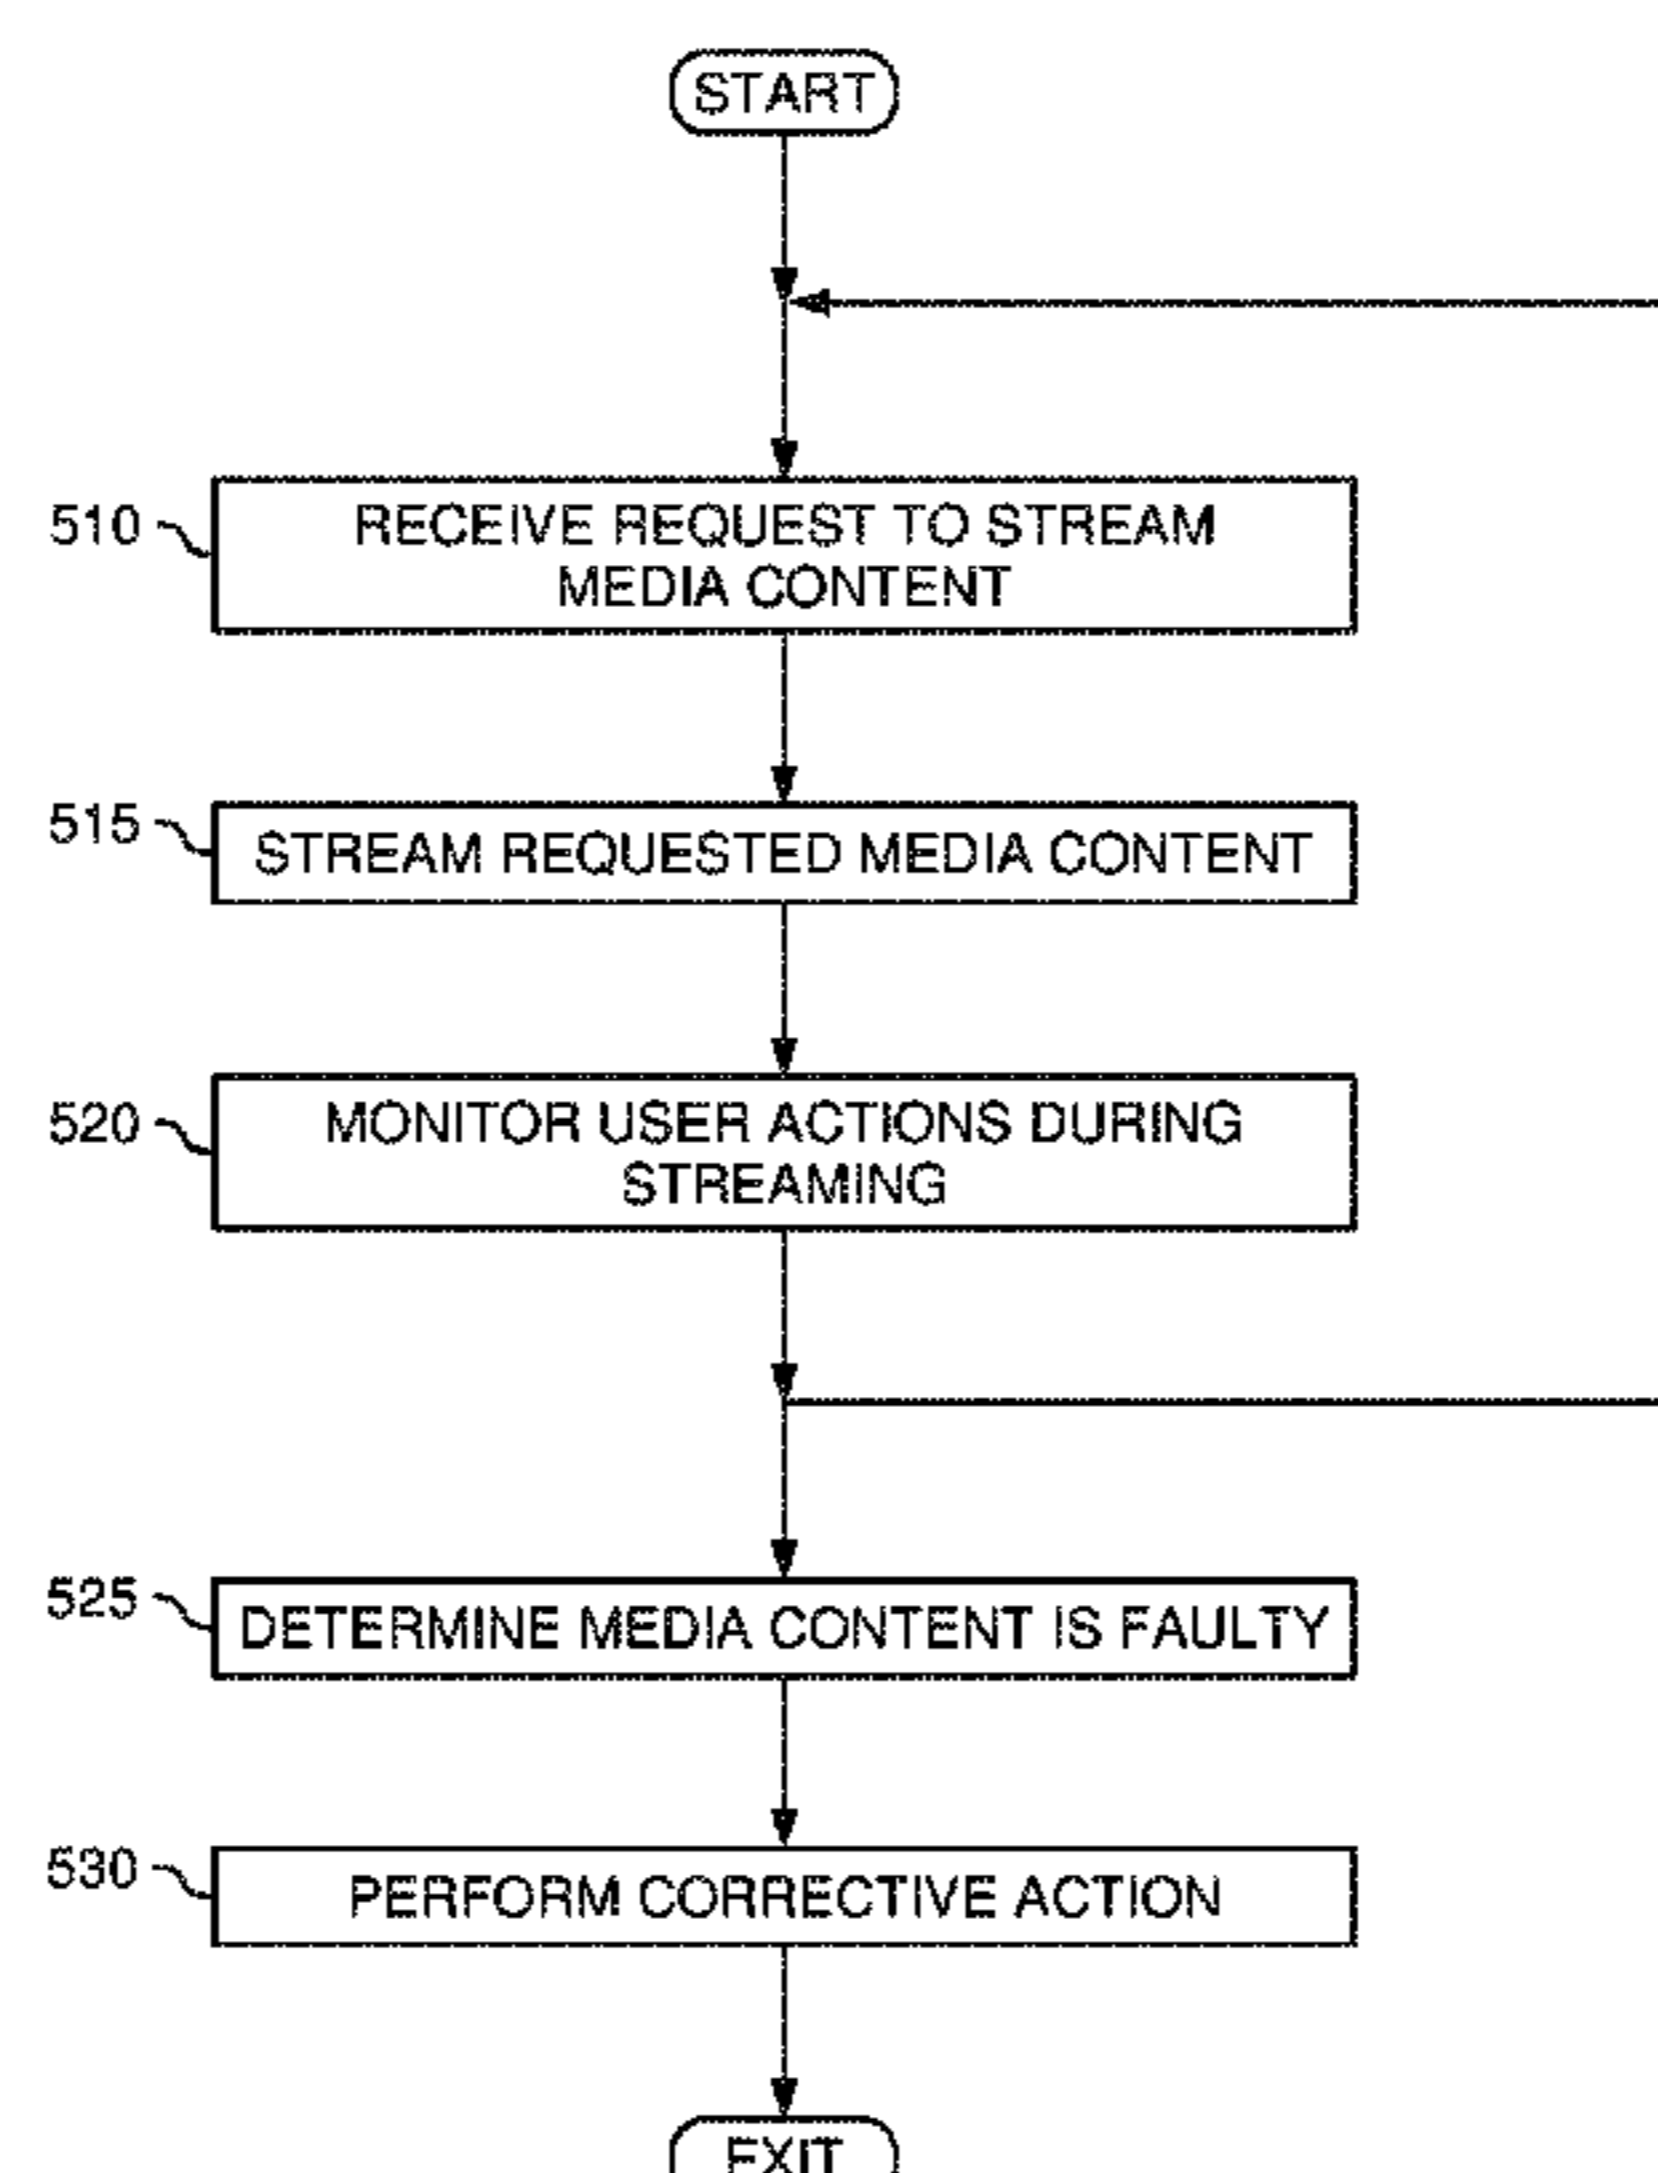 START
510
RECEIVE REQUEST TO STREAM
MEDIA CONTENT
515
STREAM REQUESTED MEDIA CONTENT
520
MONITOR USER ACTIONS DURING
STREAMING
525
DETERMINE MEDIA CONTENT IS FAULTY
530
PERFORM CORRECTIVE ACTION
EXIT